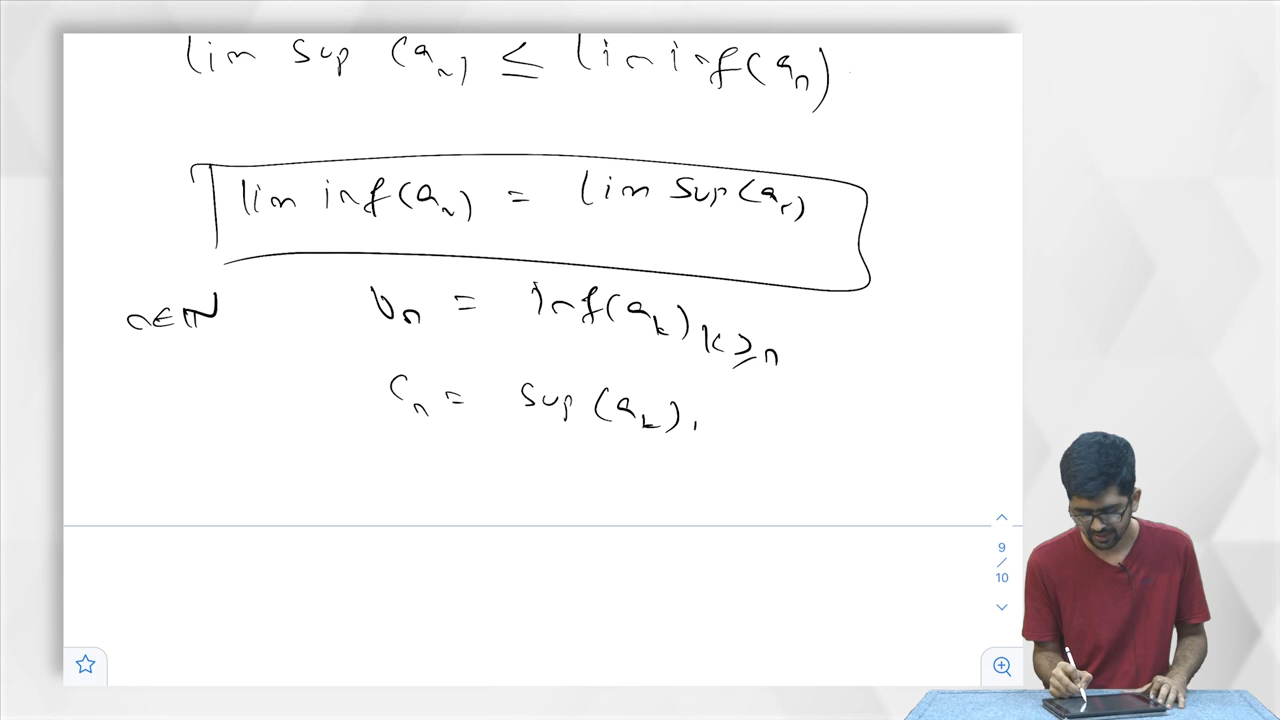 lim sup (aₙ) ≤ lim inf(aₙ)
lim inf(aₙ) = lim sup(aₙ)
n∈ℕ bₙ = inf(aₖ)ₖ≥ₙ
cₙ = sup(aₖ),
9
/
10